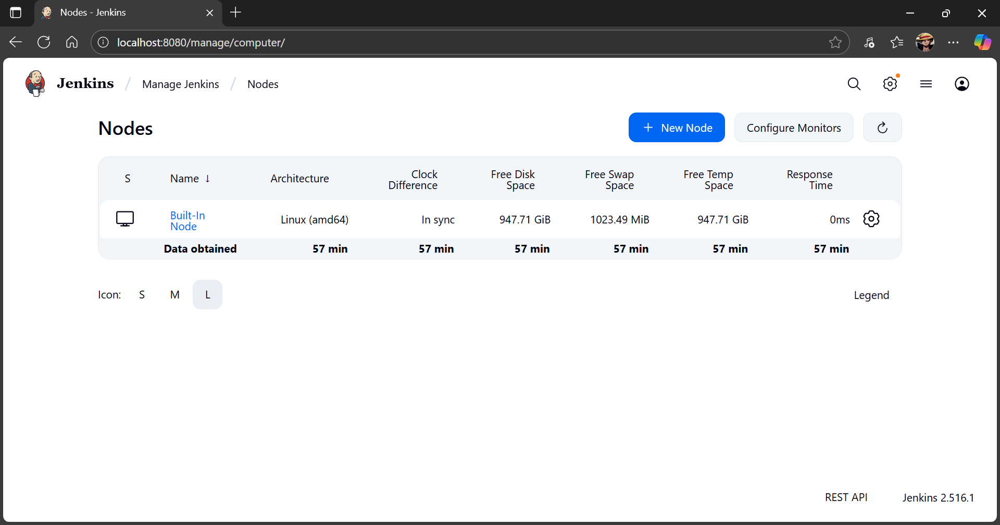 Nodes - Jenkins
localhost:8080/manage/computer/
Jenkins / Manage Jenkins / Nodes
Nodes
New Node
Configure Monitors
S Name ↓ Architecture Clock Difference Free Disk Space Free Swap Space Free Temp Space Response Time
Built-In Node Linux (amd64) In sync 947.71 GiB 1023.49 MiB 947.71 GiB 0ms
Data obtained 57 min 57 min 57 min 57 min 57 min 57 min
Icon: S M L
Legend
REST API
Jenkins 2.516.1